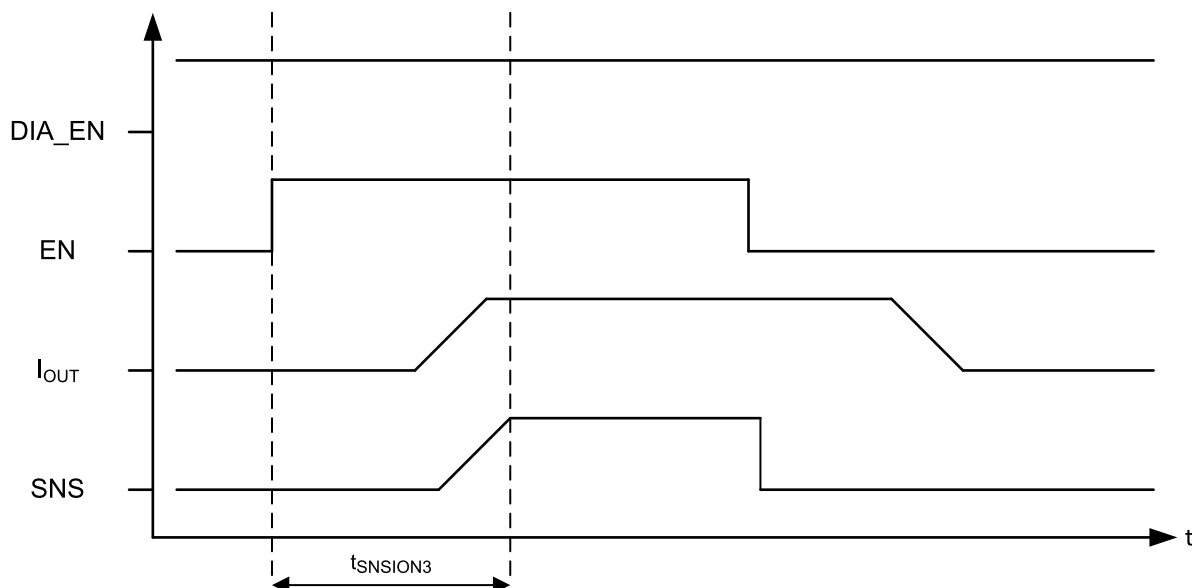 DIA_EN
EN
IOUT
SNS
t
tSNSION3